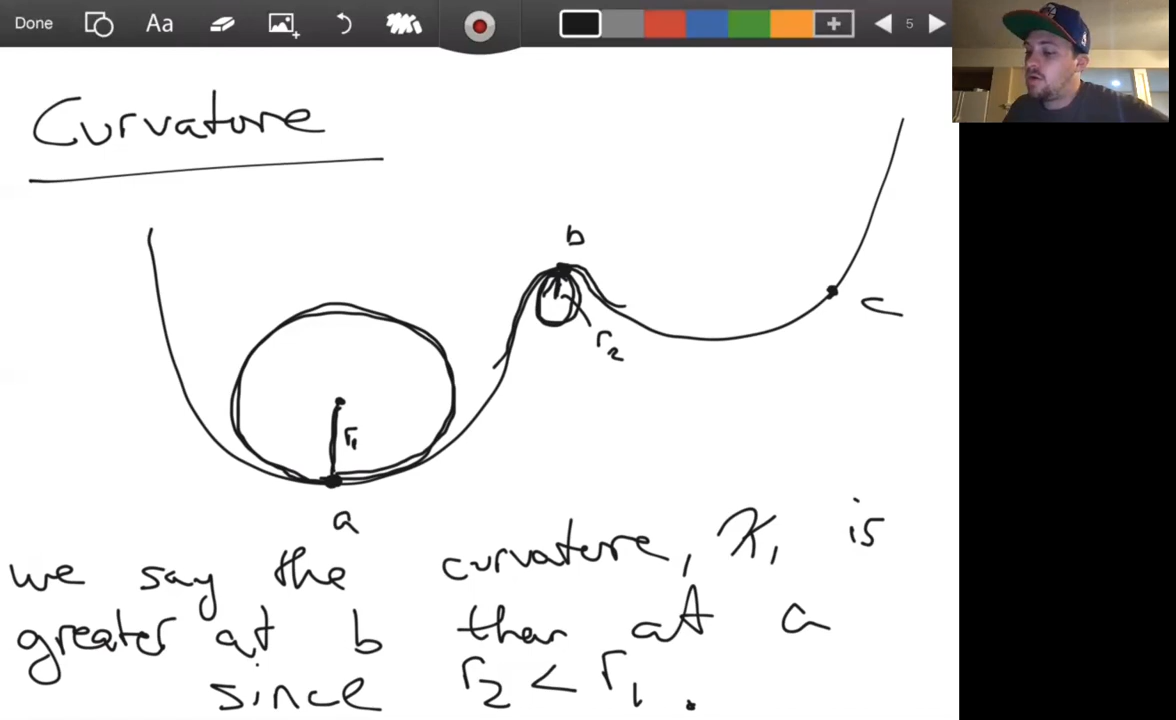 Done
Aa
5
Curvature
b
r2
c
r1
a
we say the curvature, K, is
greater at b than at a
since r2 < r1.